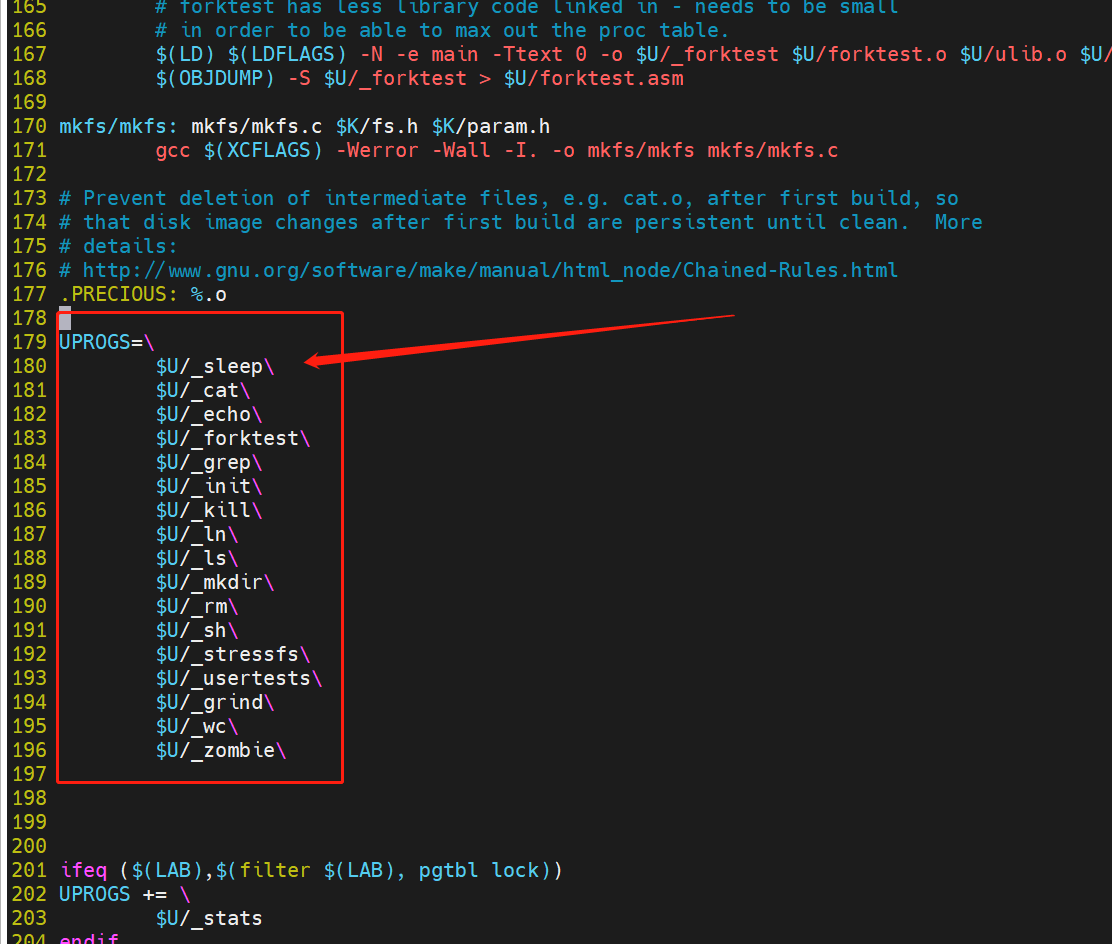 165         # forktest has less library code linked in - needs to be small
166         # in order to be able to max out the proc table.
167         $(LD) $(LDFLAGS) -N -e main -Ttext 0 -o $U/_forktest $U/forktest.o $U/ulib.o $U/
168         $(OBJDUMP) -S $U/_forktest > $U/forktest.asm
169
170 mkfs/mkfs: mkfs/mkfs.c $K/fs.h $K/param.h
171         gcc $(XCFLAGS) -Werror -Wall -I. -o mkfs/mkfs mkfs/mkfs.c
172
173 # Prevent deletion of intermediate files, e.g. cat.o, after first build, so
174 # that disk image changes after first build are persistent until clean.  More
175 # details:
176 # http://www.gnu.org/software/make/manual/html_node/Chained-Rules.html
177 .PRECIOUS: %.o
178
179 UPROGS=\
180         $U/_sleep\
181         $U/_cat\
182         $U/_echo\
183         $U/_forktest\
184         $U/_grep\
185         $U/_init\
186         $U/_kill\
187         $U/_ln\
188         $U/_ls\
189         $U/_mkdir\
190         $U/_rm\
191         $U/_sh\
192         $U/_stressfs\
193         $U/_usertests\
194         $U/_grind\
195         $U/_wc\
196         $U/_zombie\
197
198
199
200
201 ifeq ($(LAB),$(filter $(LAB), pgtbl lock))
202 UPROGS += \
203         $U/_stats
204 endif